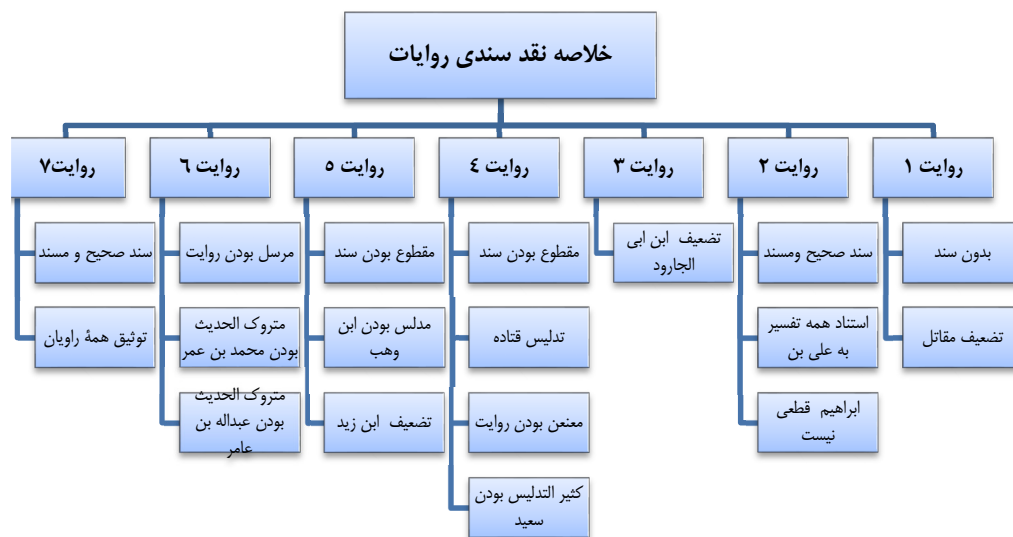 خلاصه نقد سندی روایات
روایت ۱
روایت ۲
روایت ۳
روایت ٤
روایت ٥
روایت ٦
روایت۷
بدون سند
تضعیف مقاتل
سند صحیح ومسند
استناد همه تفسیر
به علی بن
ابراهیم قطعی
نیست
تضعیف ابن ابی
الجارود
مقطوع بودن سند
تدلیس قتاده
معنعن بودن روایت
کثیر التدلیس بودن
سعید
مقطوع بودن سند
مدلس بودن ابن
وهب
تضعیف ابن زید
مرسل بودن روایت
متروک الحدیث
بودن محمد بن عمر
متروک الحدیث
بودن عبداله بن
عامر
سند صحیح و مسند
توثیق همۀ راویان